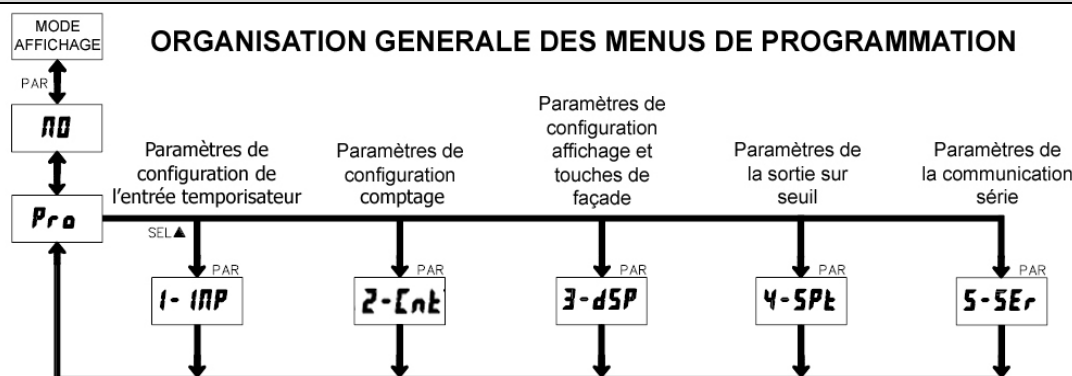 MODE
AFFICHAGE
ORGANISATION GENERALE DES MENUS DE PROGRAMMATION
PAR
NO
Pro
Paramètres de
configuration de
l'entrée temporisateur
Paramètres de
configuration
comptage
Paramètres de
configuration
affichage et
touches de
façade
Paramètres de
la sortie sur
seuil
Paramètres de
la communication
série
SEL▲
PAR
PAR
PAR
PAR
PAR
1-INP
2-Cnt
3-dSP
4-SPt
5-SEr